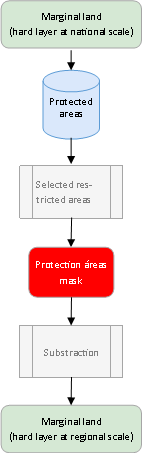 Marginal land
(hard layer at national scale)
Protected
areas
Selected res-
tricted areas
Protection áreas
mask
Substraction
Marginal land
(hard layer at regional scale)